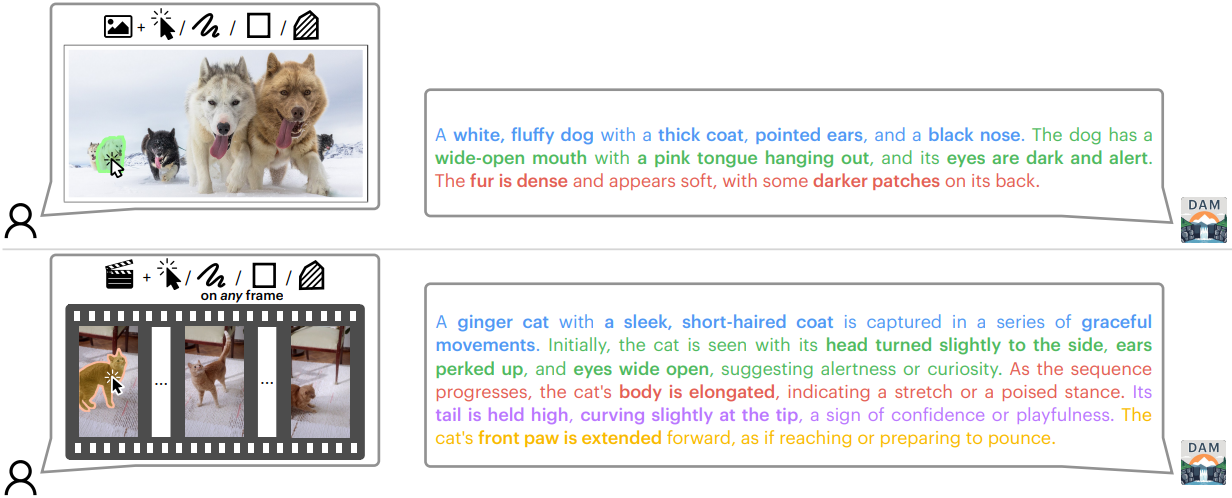 + / / /
A white, fluffy dog with a thick coat, pointed ears, and a black nose. The dog has a
wide-open mouth with a pink tongue hanging out, and its eyes are dark and alert.
The fur is dense and appears soft, with some darker patches on its back.
DAM
+ / / /
on any frame
... ...
A ginger cat with a sleek, short-haired coat is captured in a series of graceful
movements. Initially, the cat is seen with its head turned slightly to the side, ears
perked up, and eyes wide open, suggesting alertness or curiosity. As the sequence
progresses, the cat's body is elongated, indicating a stretch or a poised stance. Its
tail is held high, curving slightly at the tip, a sign of confidence or playfulness. The
cat's front paw is extended forward, as if reaching or preparing to pounce.
DAM